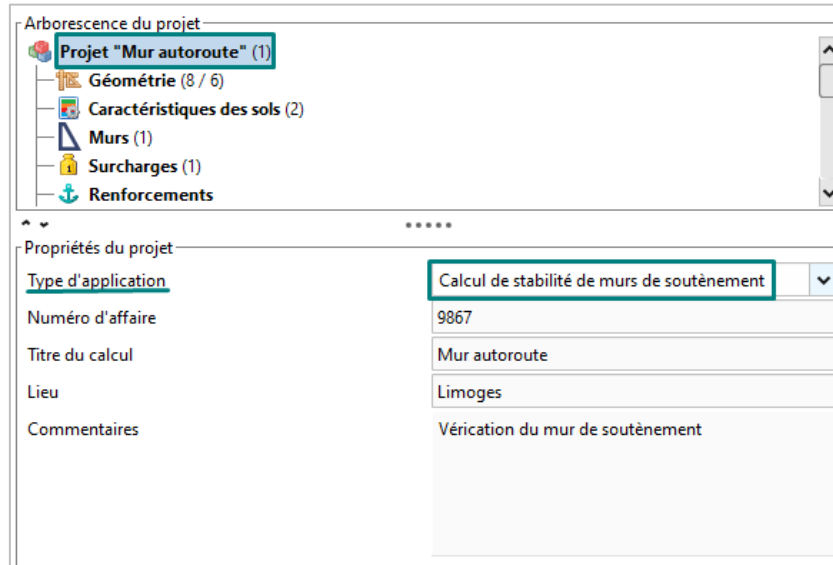 Arborescence du projet
Projet "Mur autoroute" (1)
Géométrie (8 / 6)
Caractéristiques des sols (2)
Murs (1)
Surcharges (1)
Renforcements
Propriétés du projet
Type d'application Calcul de stabilité de murs de soutènement
Numéro d'affaire 9867
Titre du calcul Mur autoroute
Lieu Limoges
Commentaires Vérication du mur de soutènement